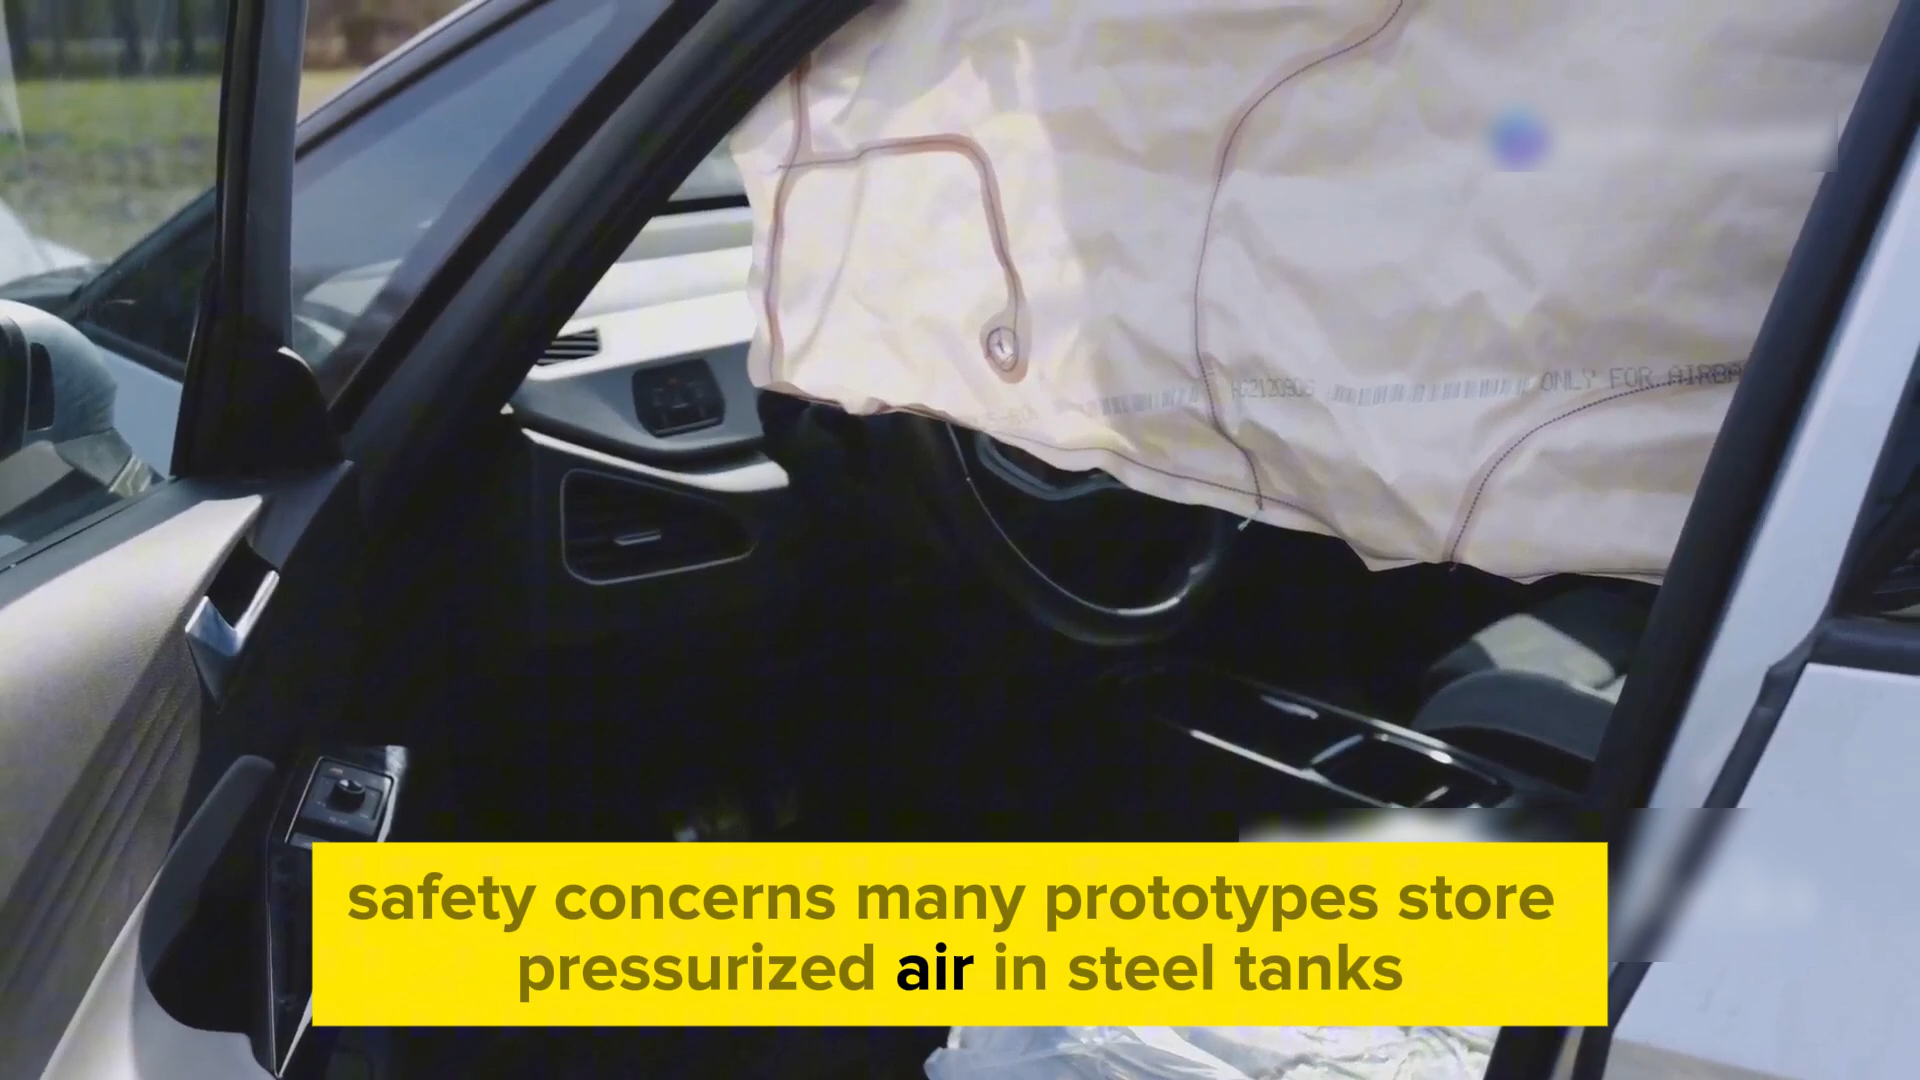 ONLY FOR AIRBA
safety concerns many prototypes store
pressurized air in steel tanks